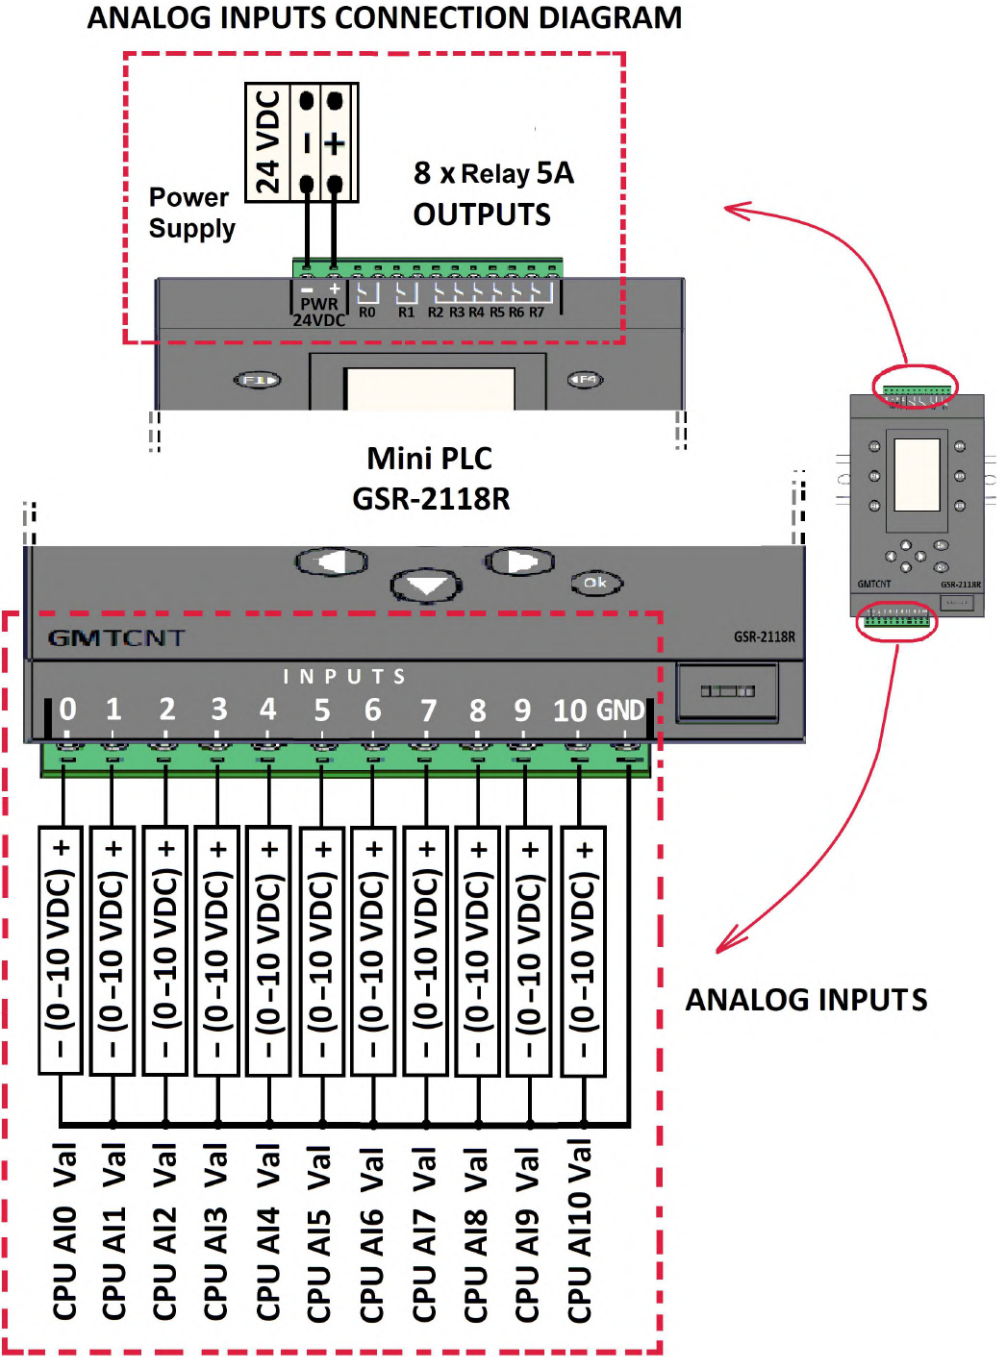 ANALOG INPUTS CONNECTION DIAGRAM
24 VDC
− +
Power
Supply
8 x Relay 5A
OUTPUTS
− +
PWR
24VDC
R0 R1 R2 R3 R4 R5 R6 R7
F1
F4
Mini PLC
GSR-2118R
Ok
GMTCNT
GSR-2118R
INPUTS
0 1 2 3 4 5 6 7 8 9 10 GND
GMTCNT
GSR-2118R
− (0−10 VDC) +
− (0−10 VDC) +
− (0−10 VDC) +
− (0−10 VDC) +
− (0−10 VDC) +
− (0−10 VDC) +
− (0−10 VDC) +
− (0−10 VDC) +
− (0−10 VDC) +
− (0−10 VDC) +
− (0−10 VDC) +
ANALOG INPUTS
CPU AI0 Val
CPU AI1 Val
CPU AI2 Val
CPU AI3 Val
CPU AI4 Val
CPU AI5 Val
CPU AI6 Val
CPU AI7 Val
CPU AI8 Val
CPU AI9 Val
CPU AI10 Val